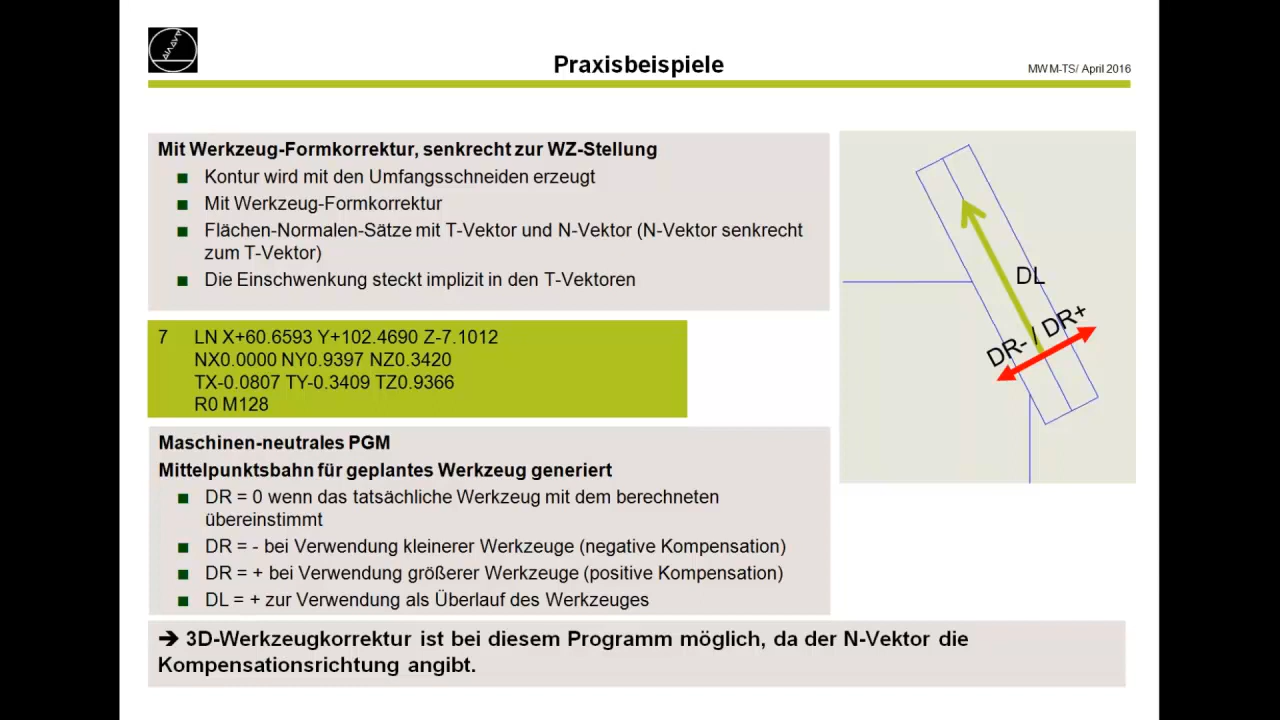 Praxisbeispiele
MWM-TS/ April 2016
Mit Werkzeug-Formkorrektur, senkrecht zur WZ-Stellung
Kontur wird mit den Umfangsschneiden erzeugt
Mit Werkzeug-Formkorrektur
Flächen-Normalen-Sätze mit T-Vektor und N-Vektor (N-Vektor senkrecht
zum T-Vektor)
Die Einschwenkung steckt implizit in den T-Vektoren
DL
DR- / DR+
7 LN X+60.6593 Y+102.4690 Z-7.1012
NX0.0000 NY0.9397 NZ0.3420
TX-0.0807 TY-0.3409 TZ0.9366
R0 M128
Maschinen-neutrales PGM
Mittelpunktsbahn für geplantes Werkzeug generiert
DR = 0 wenn das tatsächliche Werkzeug mit dem berechneten
übereinstimmt
DR = - bei Verwendung kleinerer Werkzeuge (negative Kompensation)
DR = + bei Verwendung größerer Werkzeuge (positive Kompensation)
DL = + zur Verwendung als Überlauf des Werkzeuges
➔ 3D-Werkzeugkorrektur ist bei diesem Programm möglich, da der N-Vektor die
Kompensationsrichtung angibt.